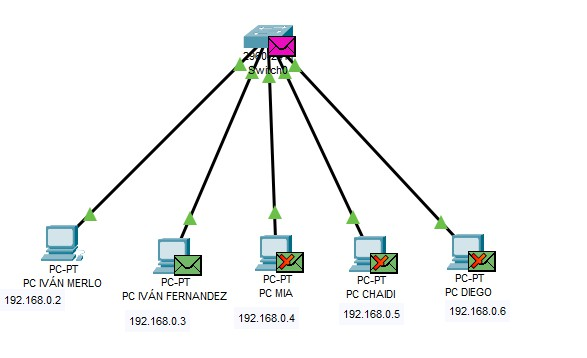 Switch0
PC-PT
PC IVÁN MERLO
192.168.0.2
PC-PT
PC IVÁN FERNANDEZ
192.168.0.3
PC-PT
PC MIA
192.168.0.4
PC-PT
PC CHAIDI
192.168.0.5
PC-PT
PC DIEGO
192.168.0.6